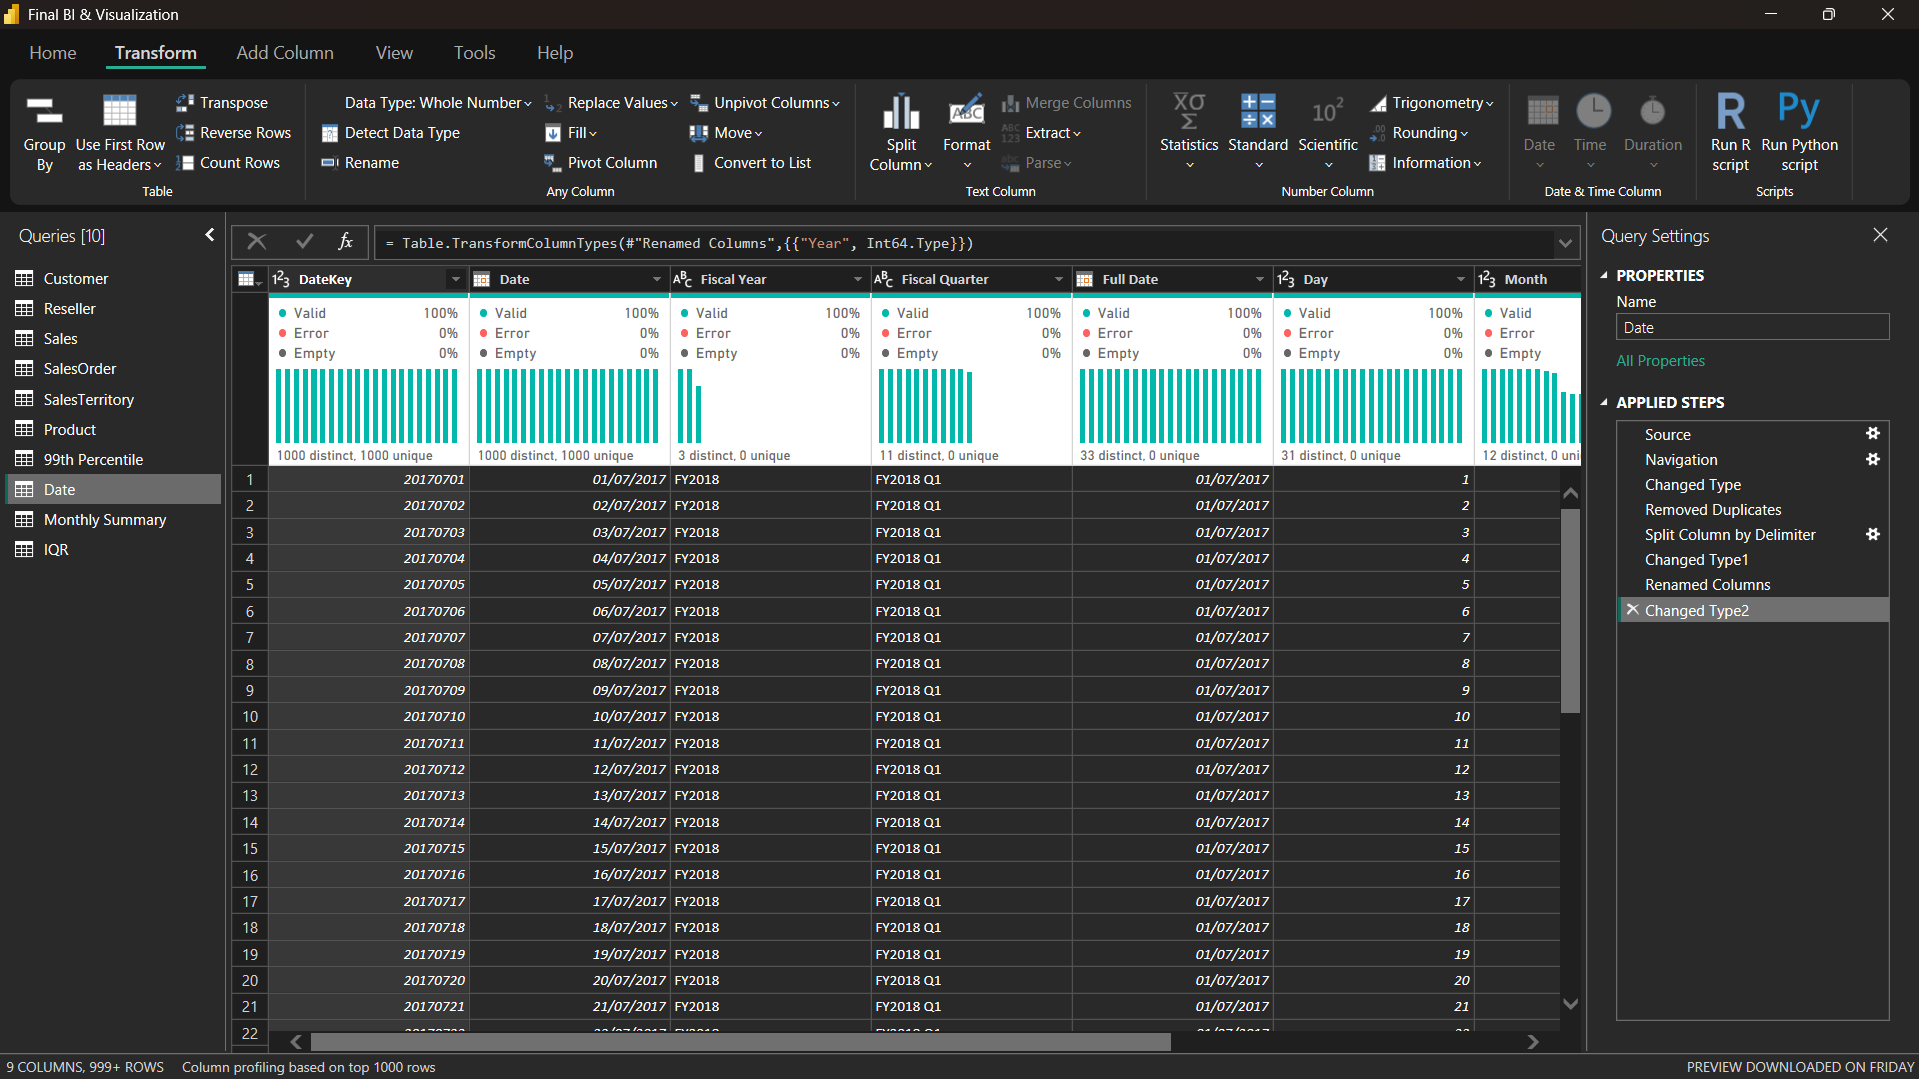 Final BI & Visualization
Home Transform Add Column View Tools Help
Group By
Use First Row as Headers
Transpose
Reverse Rows
Count Rows
Table
Data Type: Whole Number
Detect Data Type
Rename
Replace Values
Fill
Pivot Column
Unpivot Columns
Move
Convert to List
Any Column
Split Column
Format
Merge Columns
Extract
Parse
Text Column
Statistics
Standard
Scientific
Trigonometry
Rounding
Information
Number Column
Date
Time
Duration
Date & Time Column
Run R script
Run Python script
Scripts
Queries [10]
Customer
Reseller
Sales
SalesOrder
SalesTerritory
Product
99th Percentile
Date
Monthly Summary
IQR
= Table.TransformColumnTypes(#"Renamed Columns",{{"Year", Int64.Type}})
DateKey Date Fiscal Year Fiscal Quarter Full Date Day Month
Valid 100% Valid 100% Valid 100% Valid 100% Valid 100% Valid 100% Valid
Error 0% Error 0% Error 0% Error 0% Error 0% Error 0% Error
Empty 0% Empty 0% Empty 0% Empty 0% Empty 0% Empty 0% Empty
1000 distinct, 1000 unique 1000 distinct, 1000 unique 3 distinct, 0 unique 11 distinct, 0 unique 33 distinct, 0 unique 31 distinct, 0 unique 12 distinct, 0 uni
1 20170701 01/07/2017 FY2018 FY2018 Q1 01/07/2017 1
2 20170702 02/07/2017 FY2018 FY2018 Q1 01/07/2017 2
3 20170703 03/07/2017 FY2018 FY2018 Q1 01/07/2017 3
4 20170704 04/07/2017 FY2018 FY2018 Q1 01/07/2017 4
5 20170705 05/07/2017 FY2018 FY2018 Q1 01/07/2017 5
6 20170706 06/07/2017 FY2018 FY2018 Q1 01/07/2017 6
7 20170707 07/07/2017 FY2018 FY2018 Q1 01/07/2017 7
8 20170708 08/07/2017 FY2018 FY2018 Q1 01/07/2017 8
9 20170709 09/07/2017 FY2018 FY2018 Q1 01/07/2017 9
10 20170710 10/07/2017 FY2018 FY2018 Q1 01/07/2017 10
11 20170711 11/07/2017 FY2018 FY2018 Q1 01/07/2017 11
12 20170712 12/07/2017 FY2018 FY2018 Q1 01/07/2017 12
13 20170713 13/07/2017 FY2018 FY2018 Q1 01/07/2017 13
14 20170714 14/07/2017 FY2018 FY2018 Q1 01/07/2017 14
15 20170715 15/07/2017 FY2018 FY2018 Q1 01/07/2017 15
16 20170716 16/07/2017 FY2018 FY2018 Q1 01/07/2017 16
17 20170717 17/07/2017 FY2018 FY2018 Q1 01/07/2017 17
18 20170718 18/07/2017 FY2018 FY2018 Q1 01/07/2017 18
19 20170719 19/07/2017 FY2018 FY2018 Q1 01/07/2017 19
20 20170720 20/07/2017 FY2018 FY2018 Q1 01/07/2017 20
21 20170721 21/07/2017 FY2018 FY2018 Q1 01/07/2017 21
22
Query Settings
PROPERTIES
Name
Date
All Properties
APPLIED STEPS
Source
Navigation
Changed Type
Removed Duplicates
Split Column by Delimiter
Changed Type1
Renamed Columns
Changed Type2
9 COLUMNS, 999+ ROWS Column profiling based on top 1000 rows
PREVIEW DOWNLOADED ON FRIDAY